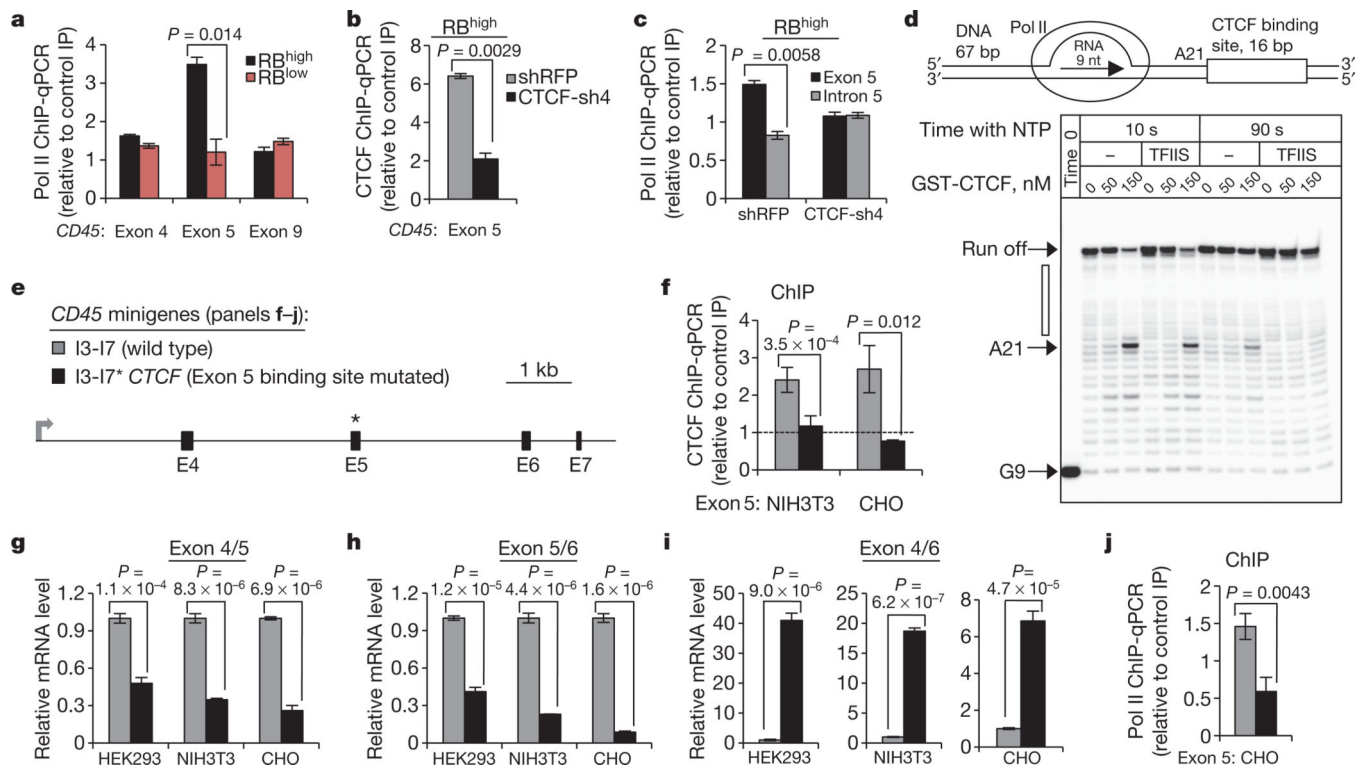 a
Pol II ChIP-qPCR
(relative to control IP)
4
3
2
1
0
P = 0.014
RBhigh
RBlow
CD45: Exon 4 Exon 5 Exon 9
b
RBhigh
CTCF ChIP-qPCR
(relative to control IP)
8
6
4
2
0
P = 0.0029
shRFP
CTCF-sh4
CD45: Exon 5
c
RBhigh
Pol II ChIP-qPCR
(relative to control IP)
2
1.5
1
0.5
0
P = 0.0058
Exon 5
Intron 5
shRFP CTCF-sh4
d
DNA
67 bp
Pol II
RNA
9 nt
A21
CTCF binding
site, 16 bp
5′ 3′
3′ 5′
Time with NTP
Time 0
10 s 90 s
– TFIIS – TFIIS
GST-CTCF, nM
0 50 150 0 50 150 0 50 150 0 50 150
Run off
A21
G9
e
CD45 minigenes (panels f–j):
I3-I7 (wild type)
I3-I7* CTCF (Exon 5 binding site mutated)
1 kb
*
E4 E5 E6 E7
f
ChIP
CTCF ChIP-qPCR
(relative to control IP)
4
3
2
1
0
P =
3.5 × 10⁻⁴
P = 0.012
Exon 5: NIH3T3 CHO
g
Exon 4/5
Relative mRNA level
1.2
0.9
0.6
0.3
0
P =
1.1 × 10⁻⁴
P =
8.3 × 10⁻⁶
P =
6.9 × 10⁻⁶
HEK293 NIH3T3 CHO
h
Exon 5/6
Relative mRNA level
1.2
0.9
0.6
0.3
0
P =
1.2 × 10⁻⁵
P =
4.4 × 10⁻⁶
P =
1.6 × 10⁻⁶
HEK293 NIH3T3 CHO
i
Exon 4/6
Relative mRNA level
50
40
30
20
10
0
P =
9.0 × 10⁻⁶
HEK293
25
20
15
10
5
0
P =
6.2 × 10⁻⁷
NIH3T3
8
6
4
2
0
P =
4.7 × 10⁻⁵
CHO
j
ChIP
Pol II ChIP-qPCR
(relative to control IP)
2
1.5
1
0.5
0
P = 0.0043
Exon 5: CHO